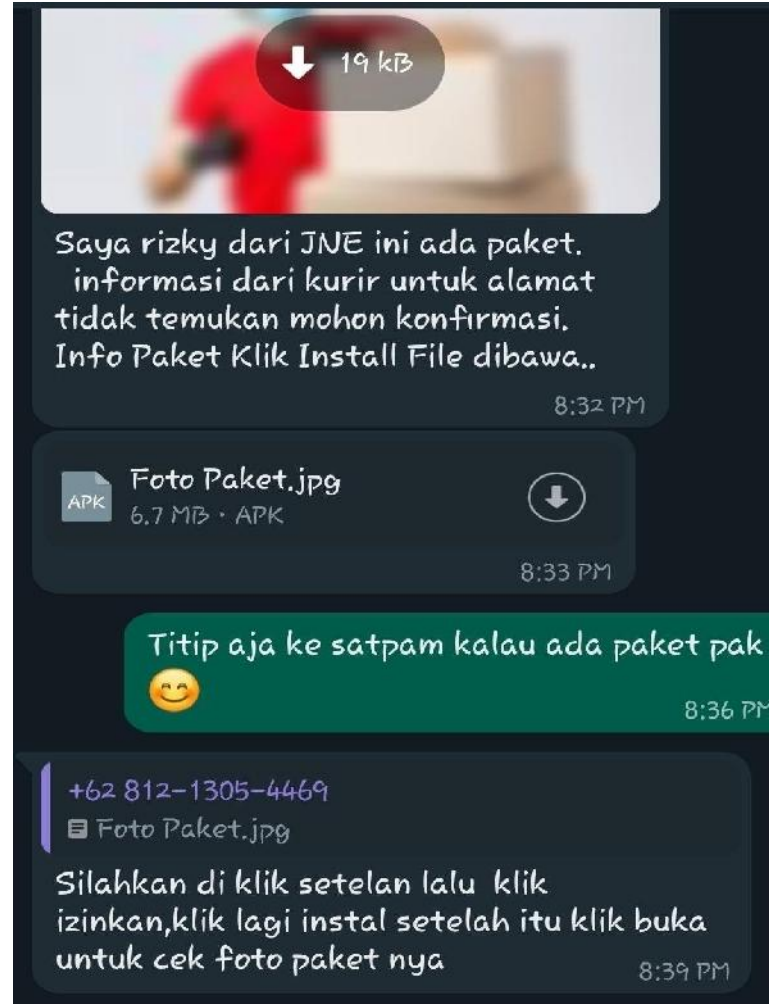 19 kB
Saya rizky dari JNE ini ada paket.
informasi dari kurir untuk alamat
tidak temukan mohon konfirmasi.
Info Paket Klik Install File dibawa..
8:32 PM
APK
Foto Paket.jpg
6.7 MB · APK
8:33 PM
Titip aja ke satpam kalau ada paket pak
😊
8:36 PM
+62 812-1305-4469
Foto Paket.jpg
Silahkan di klik setelan lalu klik
izinkan,klik lagi instal setelah itu klik buka
untuk cek foto paket nya
8:39 PM